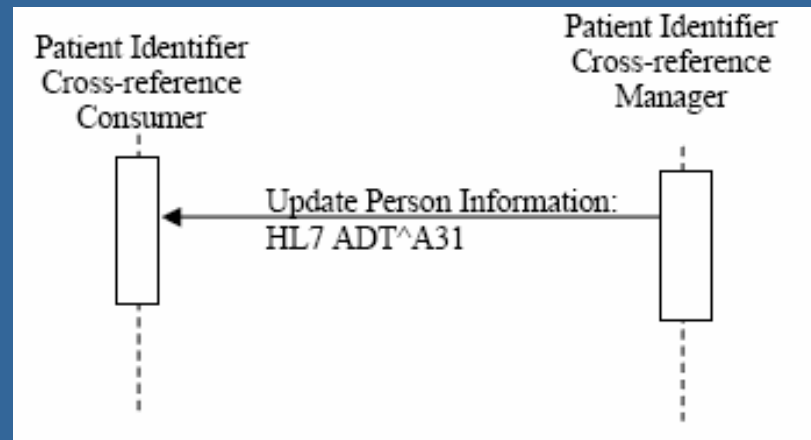 Patient Identifier
Cross-reference
Consumer
Patient Identifier
Cross-reference
Manager
Update Person Information:
HL7 ADT^A31